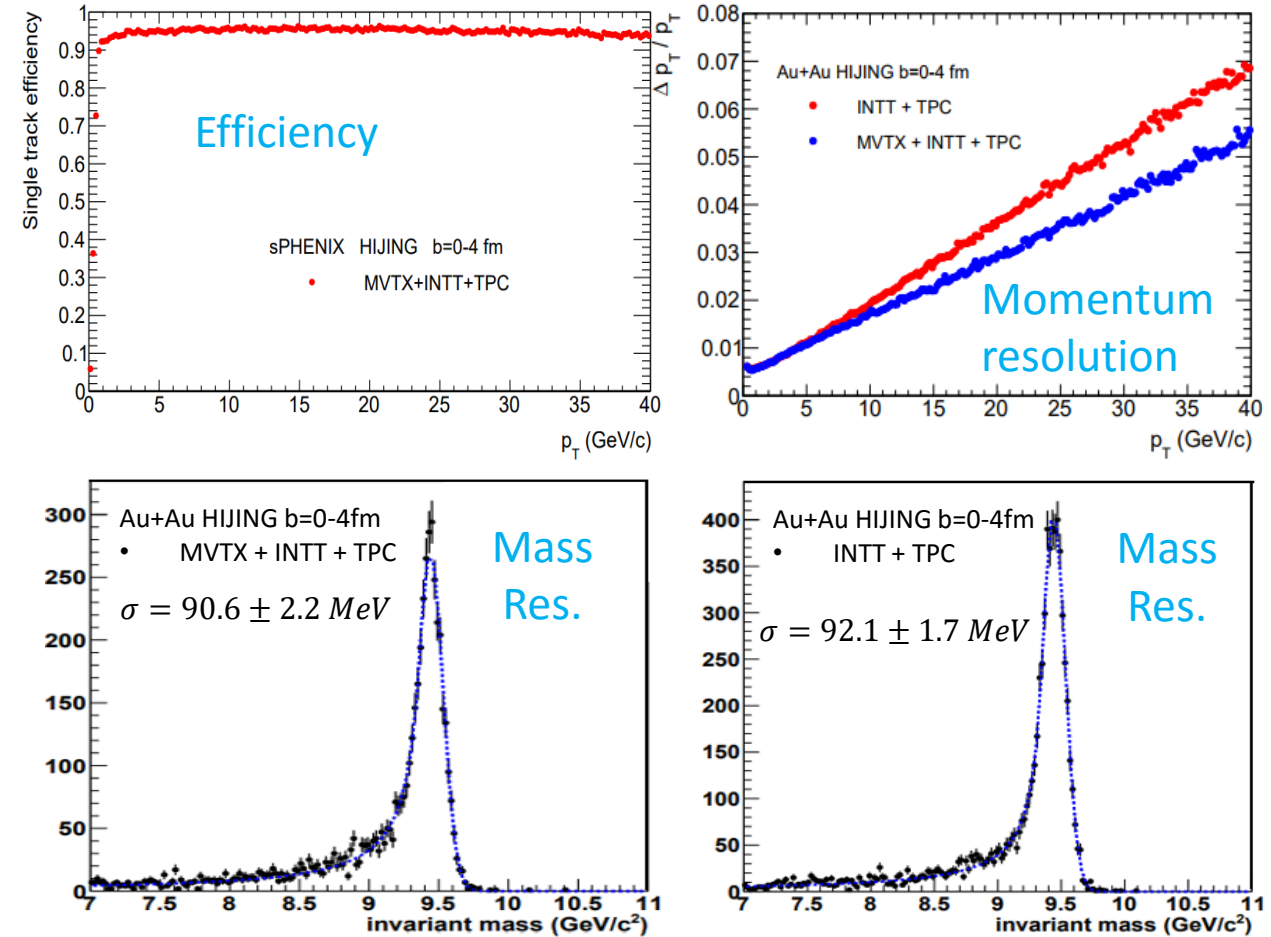 Single track efficiency
1
0.9
0.8
0.7
0.6
0.5
0.4
0.3
0.2
0.1
0
Efficiency
sPHENIX HIJING b=0-4 fm
MVTX+INTT+TPC
0 5 10 15 20 25 30 35 40
p_T (GeV/c)
Δ p_T / p_T
0.08
0.07
0.06
0.05
0.04
0.03
0.02
0.01
0
Au+Au HIJING b=0-4 fm
INTT + TPC
MVTX + INTT + TPC
Momentum
resolution
0 5 10 15 20 25 30 35 40
p_T (GeV/c)
300
250
200
150
100
50
0
Au+Au HIJING b=0-4fm
• MVTX + INTT + TPC
σ = 90.6 ± 2.2 MeV
Mass
Res.
7 7.5 8 8.5 9 9.5 10 10.5 11
invariant mass (GeV/c²)
400
350
300
250
200
150
100
50
0
Au+Au HIJING b=0-4fm
• INTT + TPC
σ = 92.1 ± 1.7 MeV
Mass
Res.
7 7.5 8 8.5 9 9.5 10 10.5 11
invariant mass (GeV/c²)